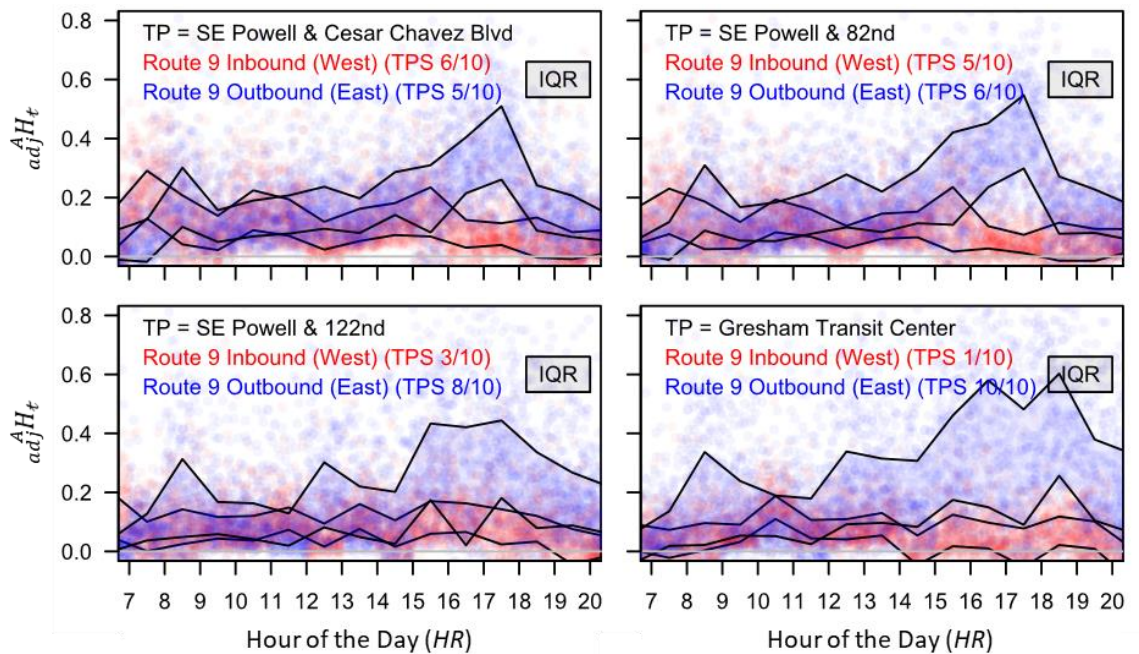 TP = SE Powell & Cesar Chavez Blvd
Route 9 Inbound (West) (TPS 6/10)
Route 9 Outbound (East) (TPS 5/10)
IQR
TP = SE Powell & 82nd
Route 9 Inbound (West) (TPS 5/10)
Route 9 Outbound (East) (TPS 6/10)
IQR
0.8
0.6
0.4
0.2
0.0
adj A H t
TP = SE Powell & 122nd
Route 9 Inbound (West) (TPS 3/10)
Route 9 Outbound (East) (TPS 8/10)
IQR
TP = Gresham Transit Center
Route 9 Inbound (West) (TPS 1/10)
Route 9 Outbound (East) (TPS 10/10)
IQR
0.8
0.6
0.4
0.2
0.0
adj A H t
7 8 9 10 11 12 13 14 15 16 17 18 19 20
7 8 9 10 11 12 13 14 15 16 17 18 19 20
Hour of the Day (HR)
Hour of the Day (HR)